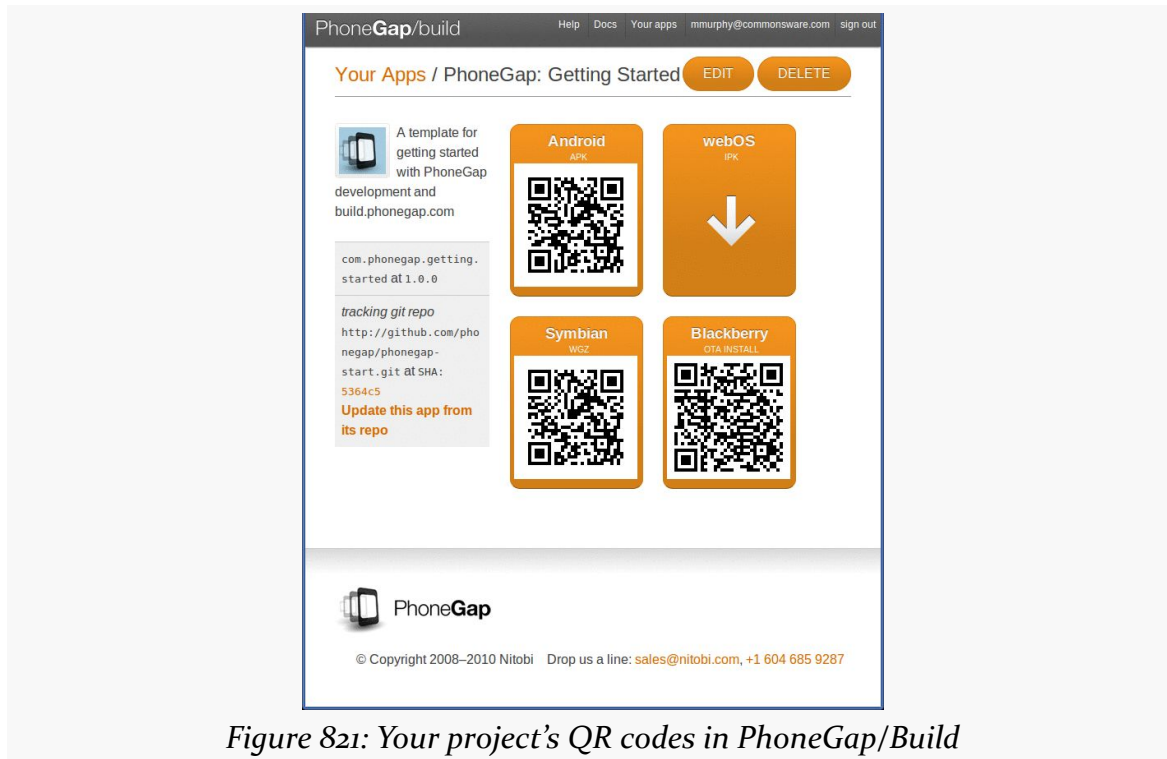 PhoneGap/build
Help Docs Your apps mmurphy@commonsware.com sign out
Your Apps / PhoneGap: Getting Started
EDIT
DELETE
A template for
getting started
with PhoneGap
development and
build.phonegap.com
com.phonegap.getting.
started at 1.0.0
tracking git repo
http://github.com/pho
negap/phonegap-
start.git at SHA:
5364c5
Update this app from
its repo
Android
APK
webOS
IPK
Symbian
WGZ
Blackberry
OTA INSTALL
PhoneGap
© Copyright 2008–2010 Nitobi Drop us a line: sales@nitobi.com, +1 604 685 9287
Figure 821: Your project’s QR codes in PhoneGap/Build